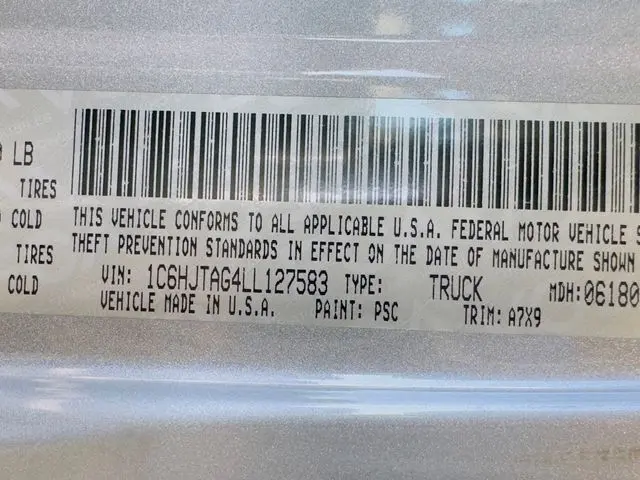 LB
TIRES
COLD
TIRES
COLD
THIS VEHICLE CONFORMS TO ALL APPLICABLE U.S.A. FEDERAL MOTOR VEHICLE S
THEFT PREVENTION STANDARDS IN EFFECT ON THE DATE OF MANUFACTURE SHOWN
VIN: 1C6HJTAG4LL127583 TYPE: TRUCK MDH:06180
VEHICLE MADE IN U.S.A. PAINT: PSC TRIM: A7X9